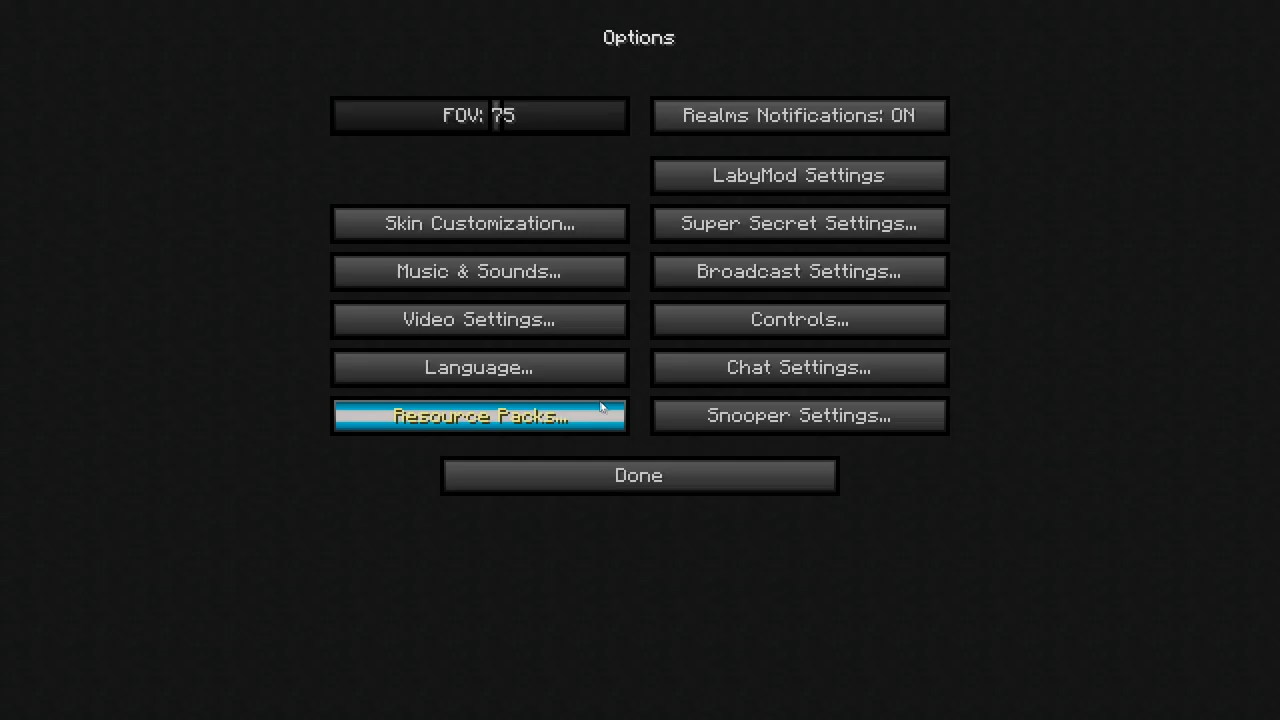 Options
FOV: 75
Realms Notifications: ON
LabyMod Settings
Skin Customization...
Super Secret Settings...
Music & Sounds...
Broadcast Settings...
Video Settings...
Controls...
Language...
Chat Settings...
Resource Packs...
Snooper Settings...
Done